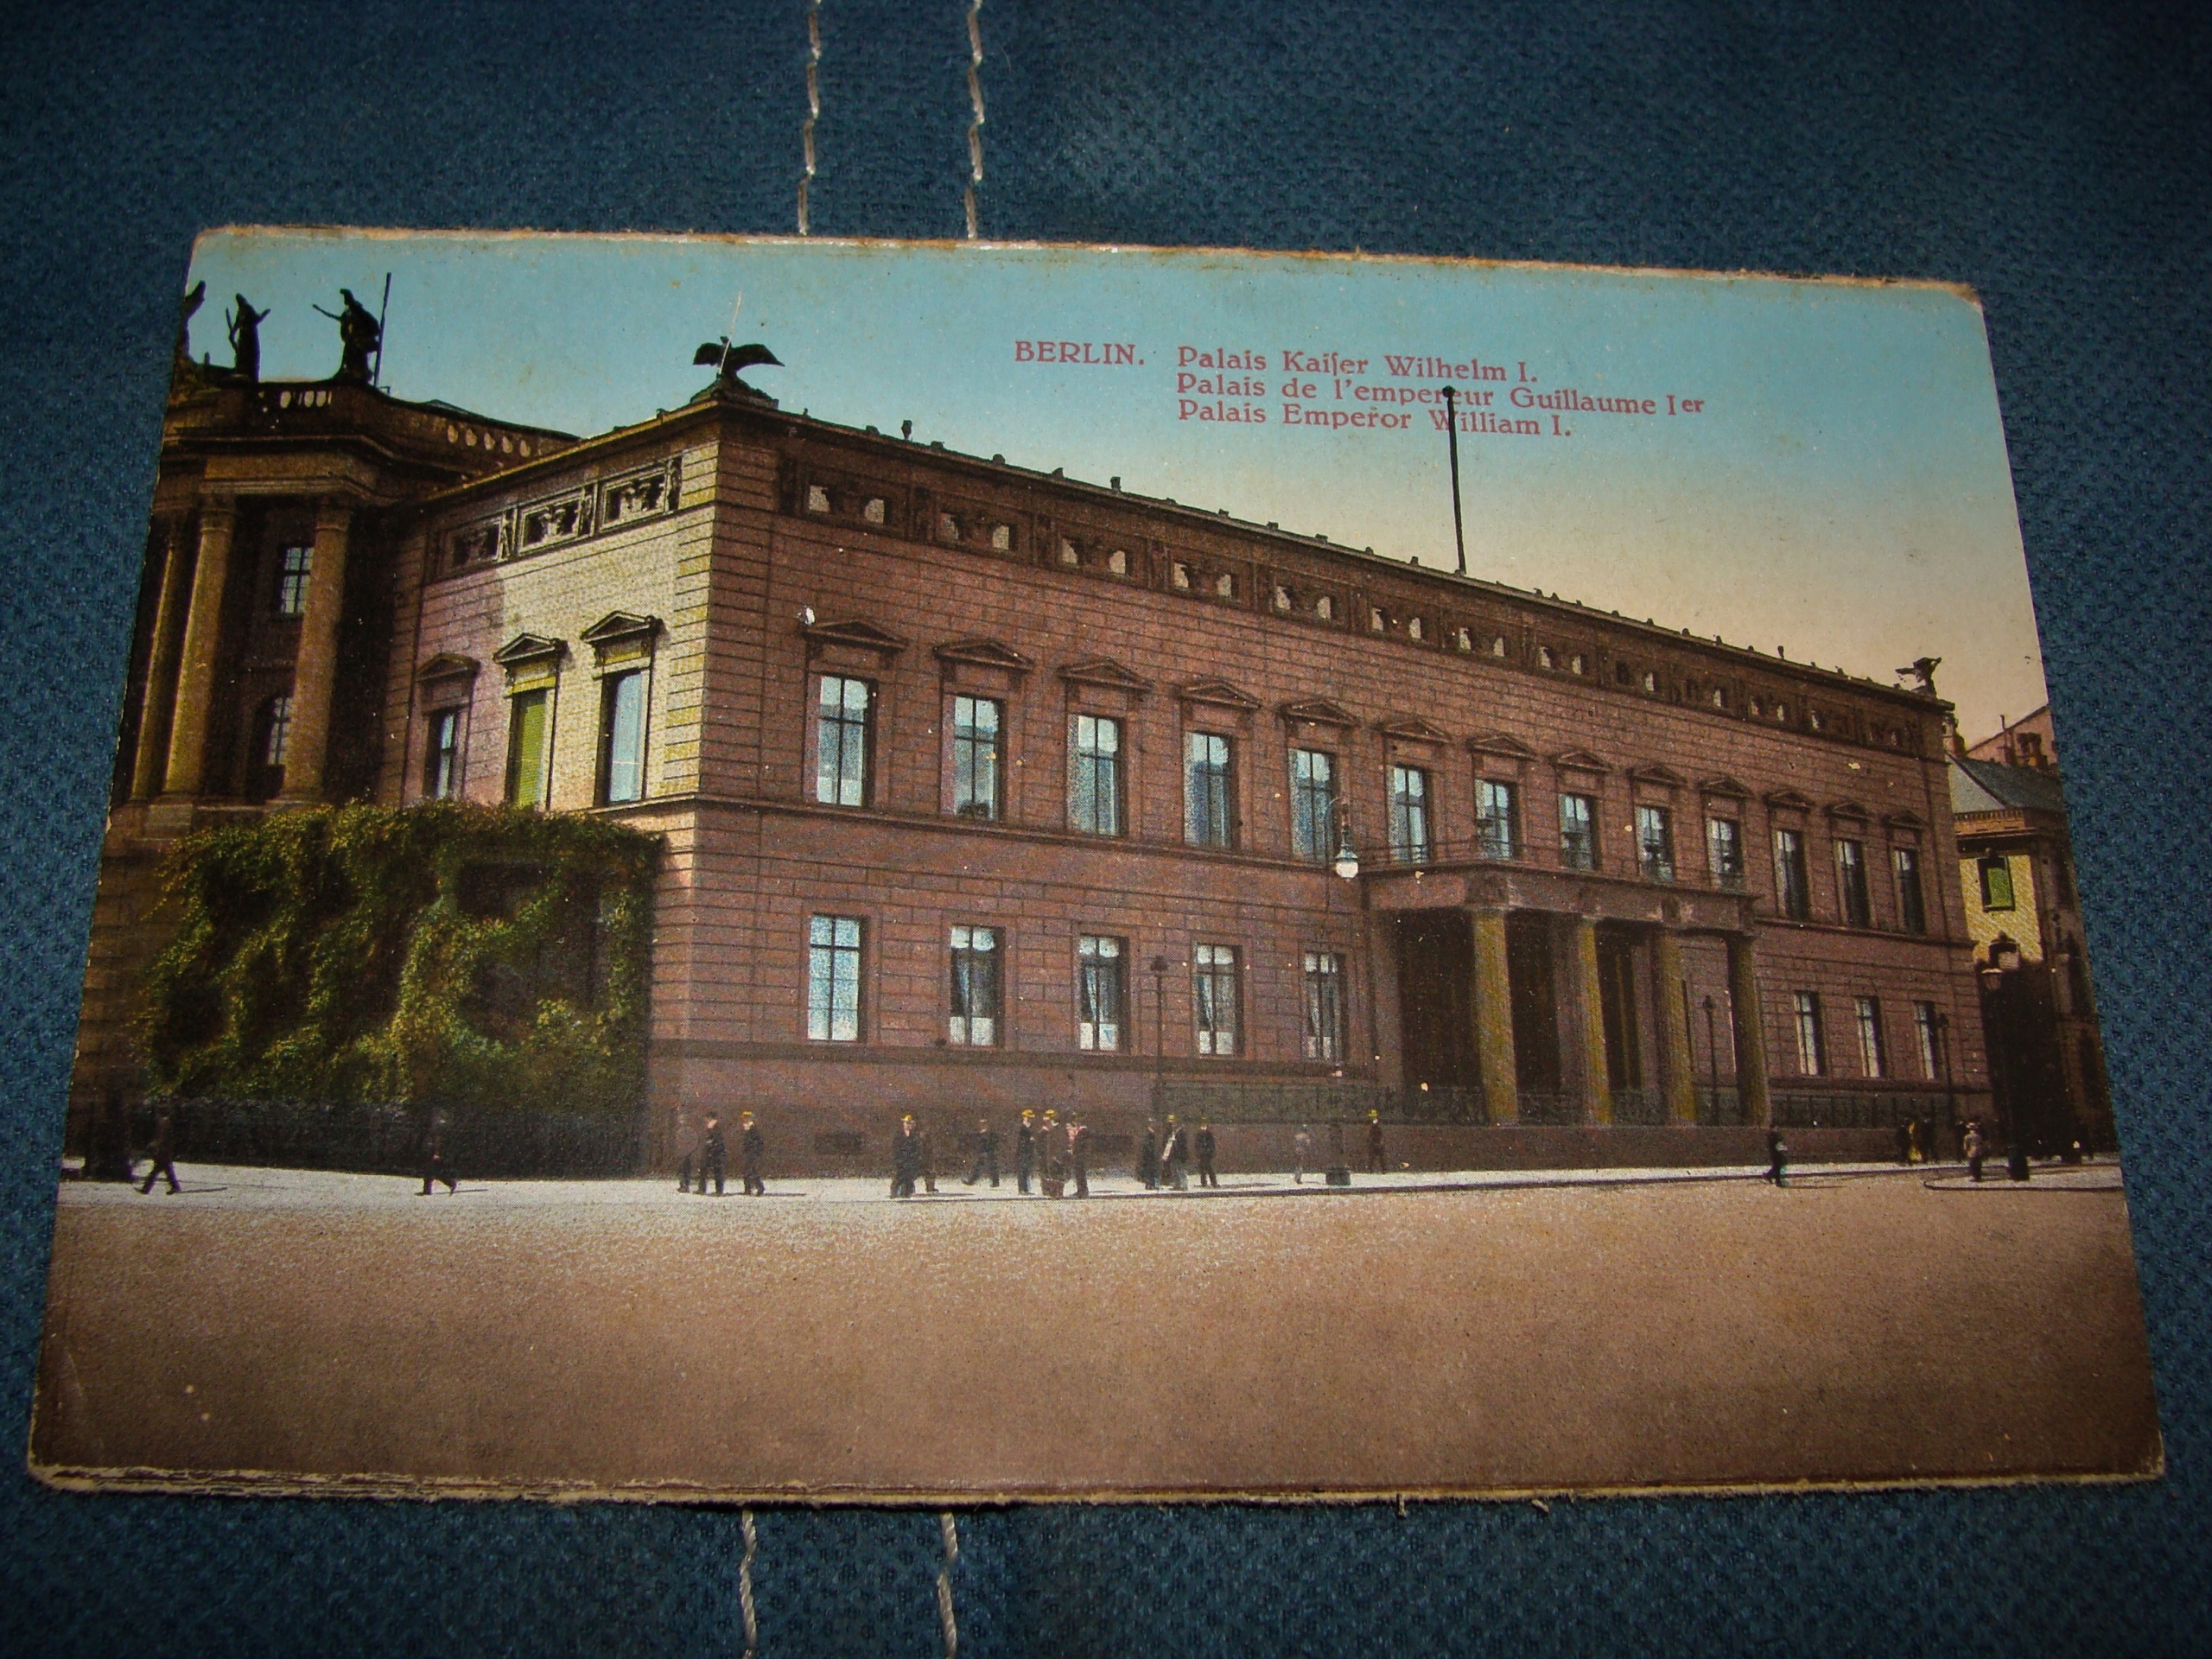 BERLIN. Palais Kaiſer Wilhelm I.
Palais de l'empereur Guillaume Ier
Palais Emperor William I.